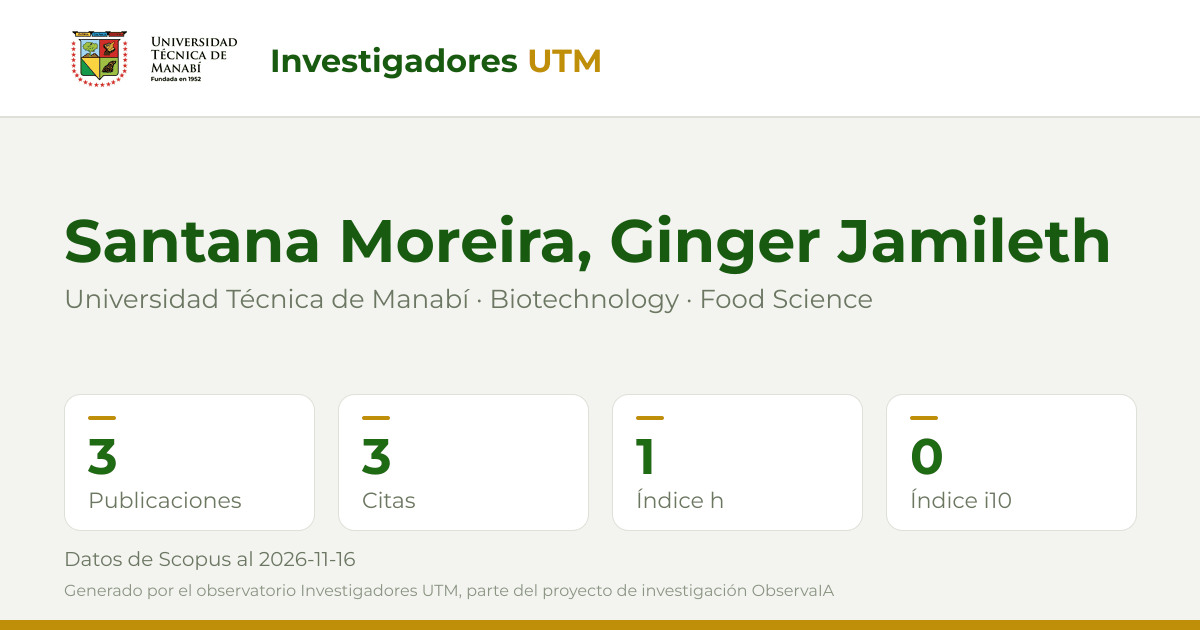 UNIVERSIDAD
TÉCNICA DE
MANABÍ
Fundada en 1952
Investigadores UTM
Santana Moreira, Ginger Jamileth
Universidad Técnica de Manabí · Biotechnology · Food Science
3
Publicaciones
3
Citas
1
Índice h
0
Índice i10
Datos de Scopus al 2026-11-16
Generado por el observatorio Investigadores UTM, parte del proyecto de investigación ObservaIA